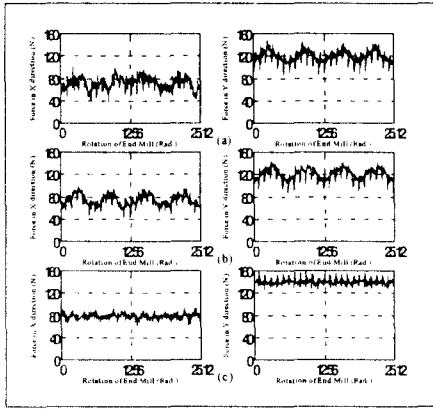 Force in X direction (N)
160
120
80
40
0
0 12.56 25.12
Rotation of End Mill (Rad.)
Force in Y direction (N)
160
120
80
40
0
0 12.56 25.12
Rotation of End Mill (Rad.)
(a)
Force in X direction (N)
160
120
80
40
0
0 12.56 25.12
Rotation of End Mill (Rad.)
Force in X direction (N)
160
120
80
40
0
0 12.56 25.12
Rotation of End Mill (Rad.)
(b)
Force in X direction (N)
160
120
80
40
0
0 12.56 25.12
Rotation of End Mill (Rad.)
Force in Y direction (N)
160
120
80
40
0
0 12.56 25.12
Rotation of End Mill (Rad.)
(c)